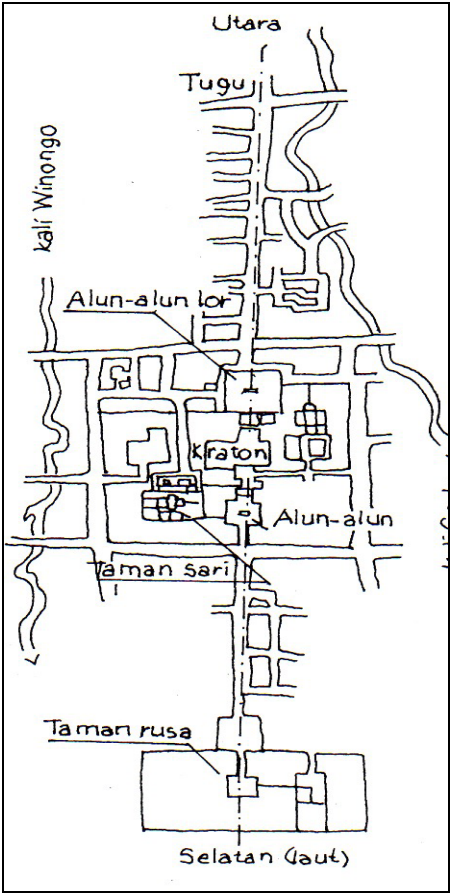 Utara
Tugu
kali Winongo
Alun-alun lor
Kraton
Alun-alun
Taman sari
Taman rusa
Selatan (laut)